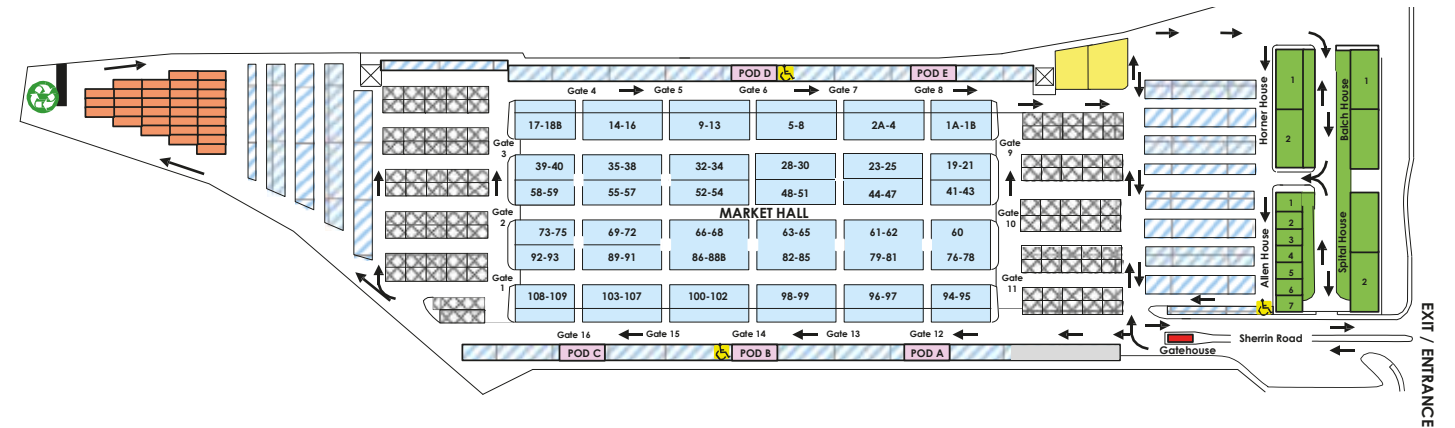 POD D
POD E
Gate 4
Gate 5
Gate 6
Gate 7
Gate 8
17-18B
14-16
9-13
5-8
2A-4
1A-1B
Gate
3
Gate
9
39-40
35-38
32-34
28-30
23-25
19-21
58-59
55-57
52-54
48-51
44-47
41-43
MARKET HALL
Gate
2
Gate
10
73-75
69-72
66-68
63-65
61-62
60
92-93
89-91
86-88B
82-85
79-81
76-78
Gate
1
Gate
11
108-109
103-107
100-102
98-99
96-97
94-95
Gate 16
Gate 15
Gate 14
Gate 13
Gate 12
POD C
POD B
POD A
Horner House
1
2
Balch House
1
Allen House
1
2
3
4
5
6
7
Spital House
2
Gatehouse
Sherrin Road
EXIT / ENTRANCE